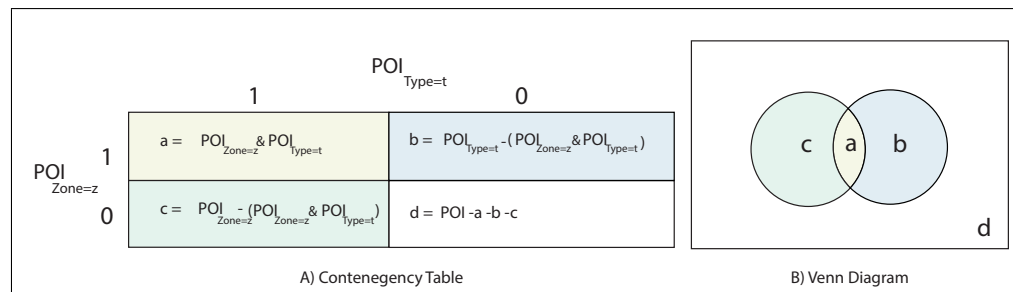 POI Type=t
1 0
a = POI Zone=z & POI Type=t b = POI Type=t - ( POI Zone=z & POI Type=t )
1
POI Zone=z
0
c = POI Zone=z - (POI Zone=z & POI Type=t ) d = POI -a -b -c
c a b
d
A) Contenegency Table B) Venn Diagram